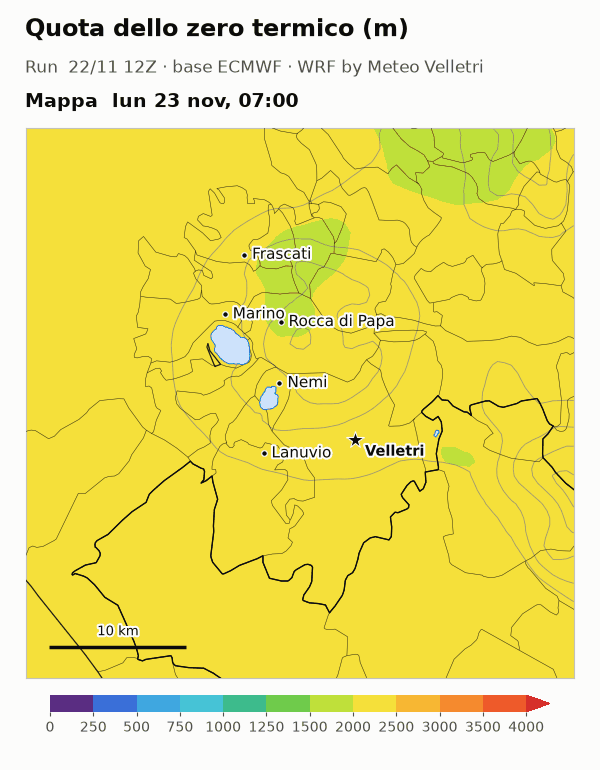 Quota dello zero termico (m)
Run  22/11 12Z · base ECMWF · WRF by Meteo Velletri
Mappa  lun 23 nov, 07:00
Frascati
Marino
Rocca di Papa
Nemi
Velletri
Lanuvio
10 km
0 250 500 750 1000 1250 1500 2000 2500 3000 3500 4000